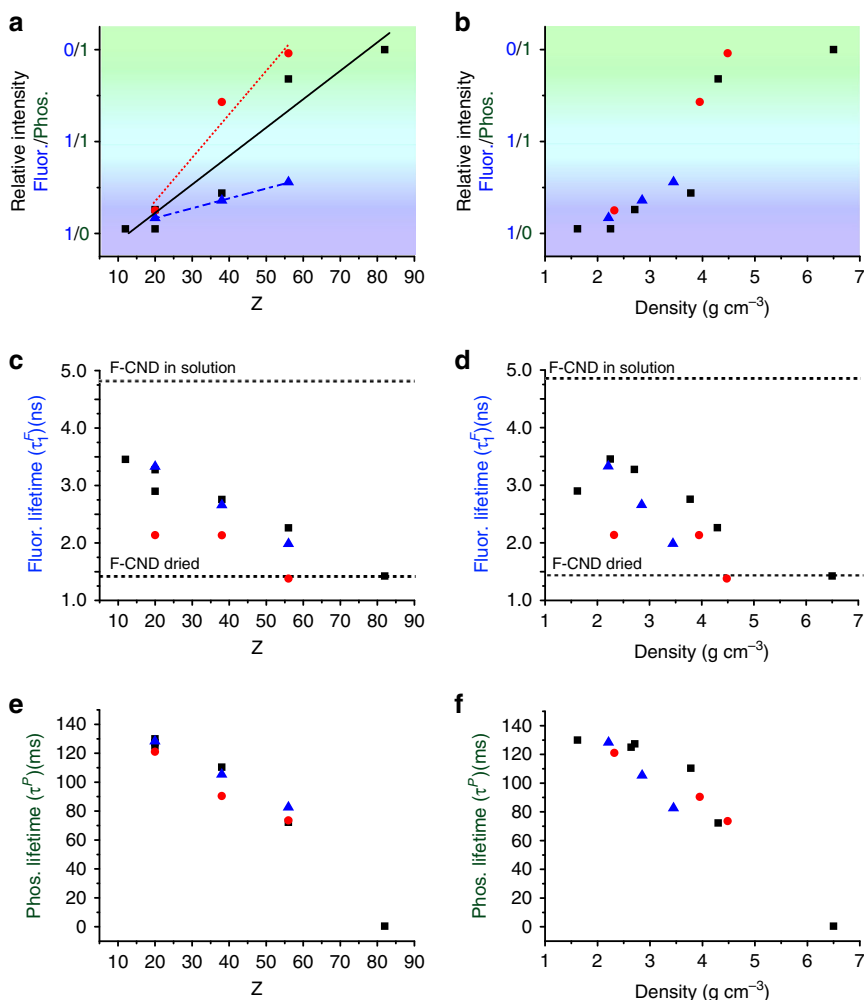 a
Relative intensity
Fluor./Phos.
0/1
1/1
1/0
10 20 30 40 50 60 70 80 90
Z
b
Relative intensity
Fluor./Phos.
0/1
1/1
1/0
1 2 3 4 5 6 7
Density (g cm⁻³)
c
Fluor. lifetime (τ₁ᶠ)(ns)
5.0
4.0
3.0
2.0
1.0
F-CND in solution
F-CND dried
10 20 30 40 50 60 70 80 90
Z
d
Fluor. lifetime (τ₁ᶠ)(ns)
5.0
4.0
3.0
2.0
1.0
F-CND in solution
F-CND dried
1 2 3 4 5 6 7
Density (g cm⁻³)
e
Phos. lifetime (τᴾ)(ms)
140
120
100
80
60
40
20
0
10 20 30 40 50 60 70 80 90
Z
f
Phos. lifetime (τᴾ)(ms)
140
120
100
80
60
40
20
0
1 2 3 4 5 6 7
Density (g cm⁻³)